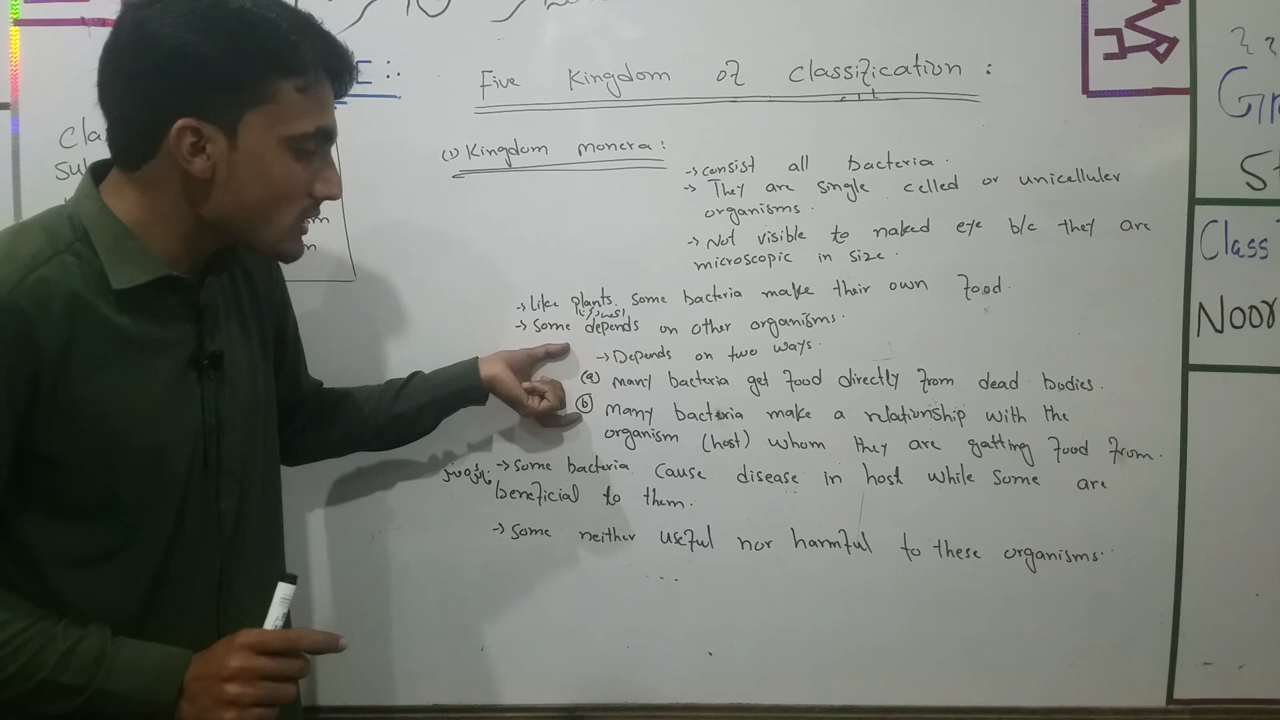 E::
Five Kingdom of classification :
(1) Kingdom monera :
→ consist all bacteria.
→ They are single celled or unicelluler
organisms.
→ Not visible to naked eye b/c they are
microscopic in size.
→ Like plants, some bacteria make their own food.
→ Some depends on other organisms.
→ Depends on two ways.
(a) many bacteria get food directly from dead bodies.
(b) many bacteria make a relationship with the
organism (host) whom they are gatting food from.
→ Some bacteria cause disease in host while some are
beneficial to them.
→ Some neither useful nor harmful to these organisms.
Cla
Sub
om
n
Gr
St
Class
Noor